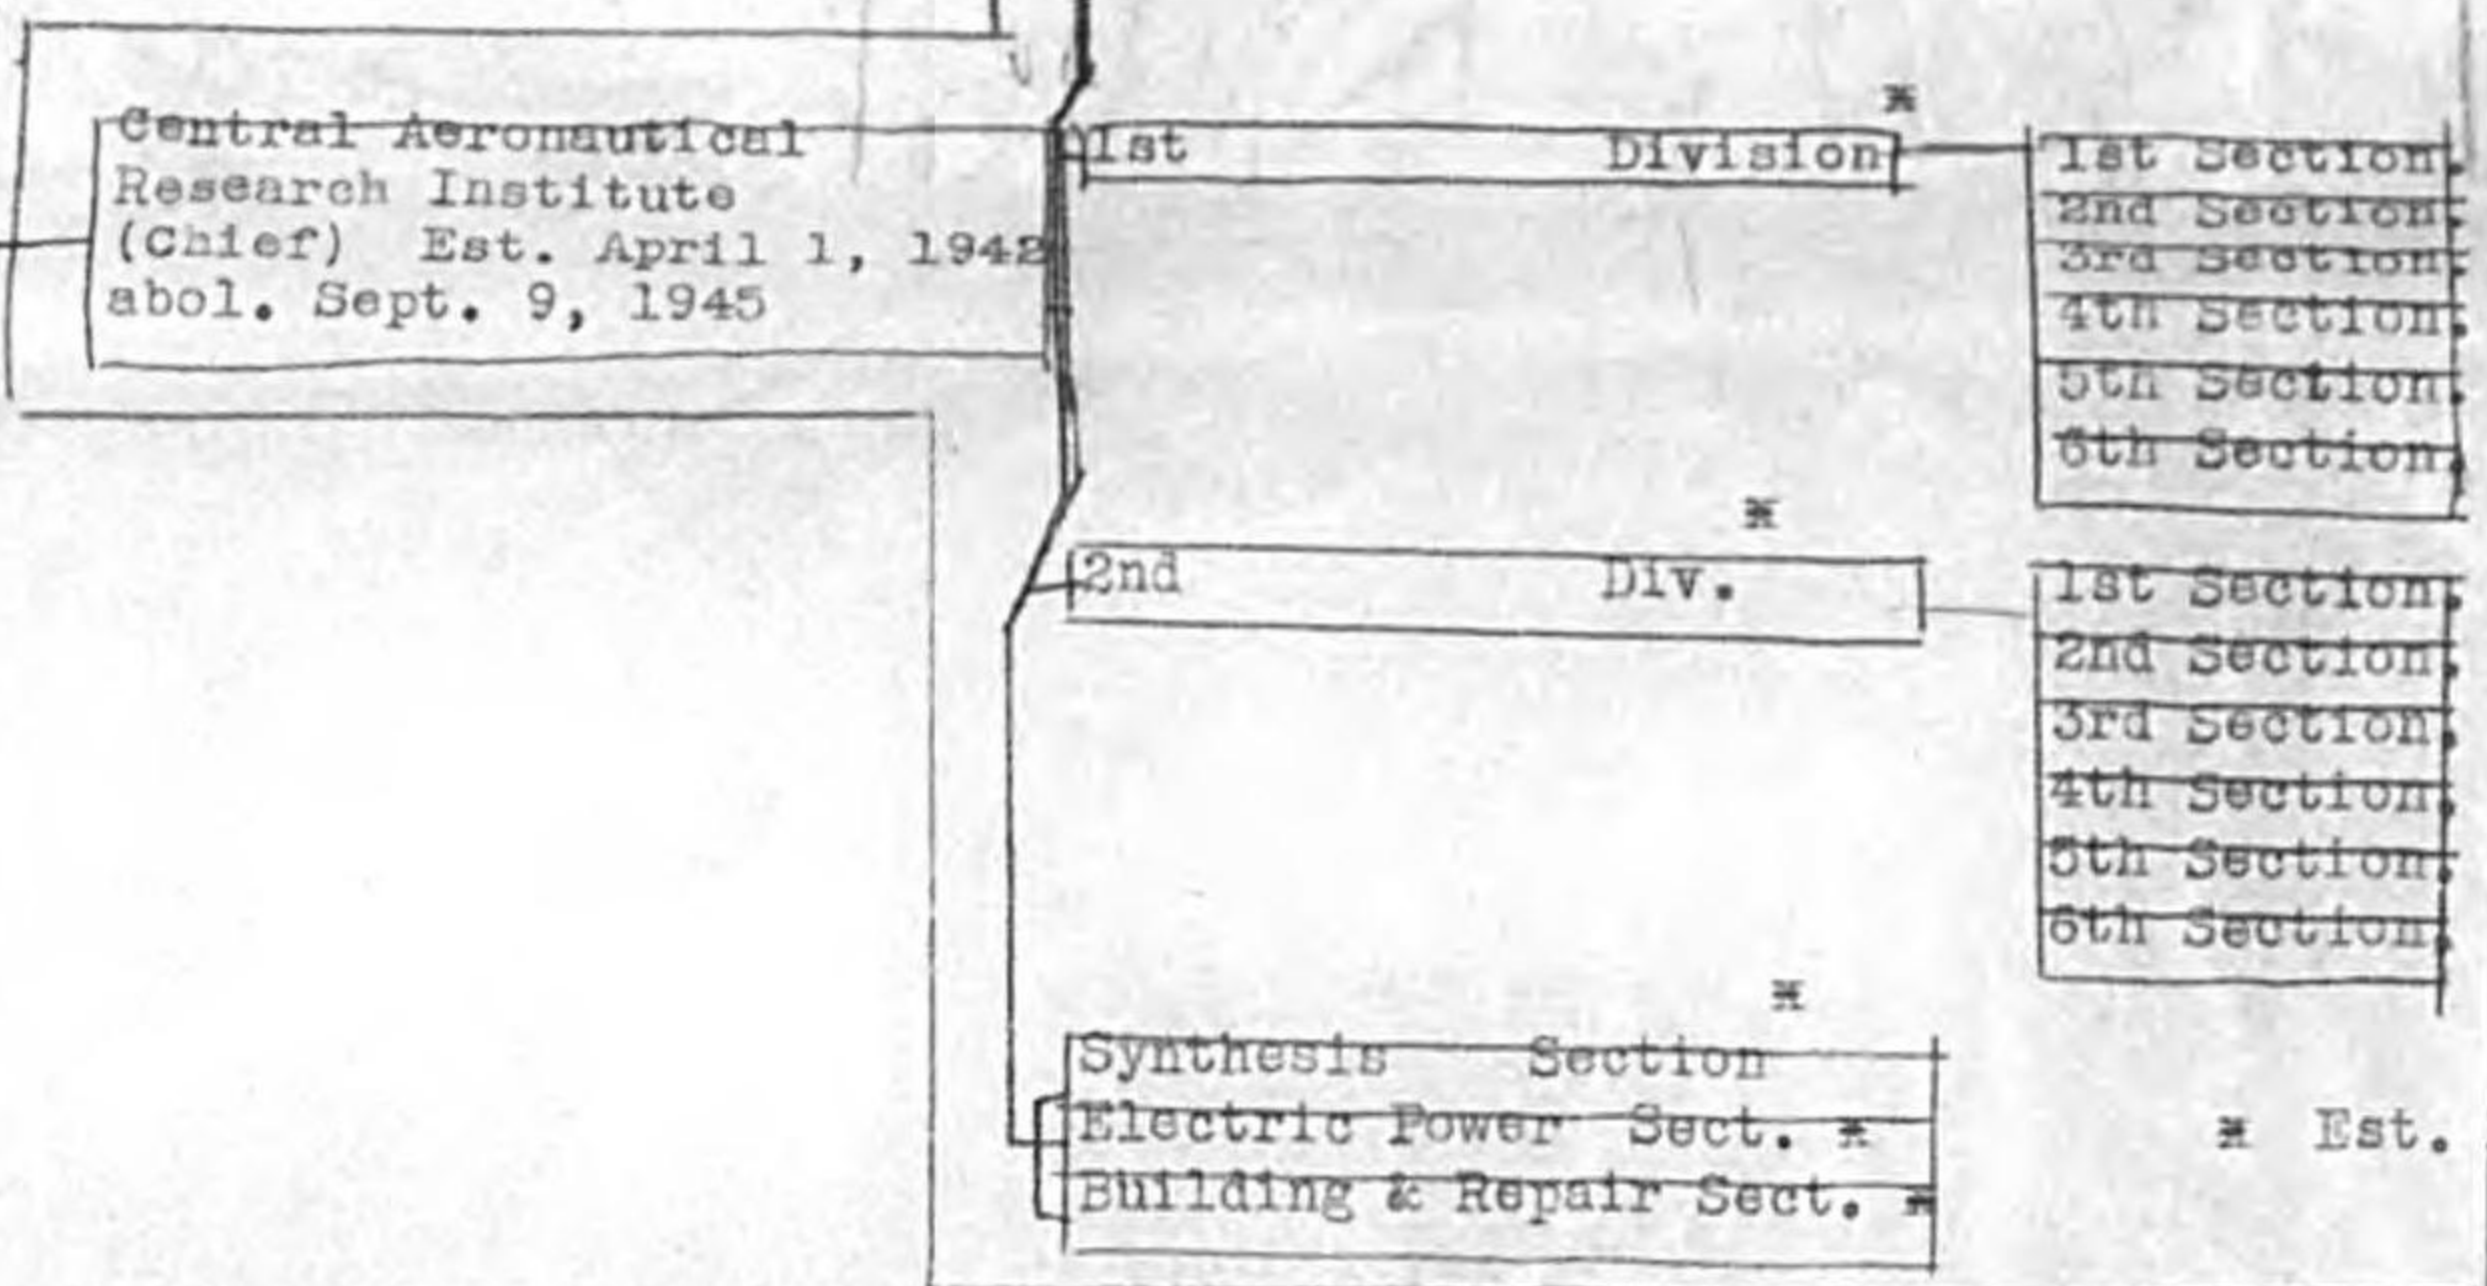 Central Aeronautical
Research Institute
(Chief) Est. April 1, 1942
abol. Sept. 9, 1945
※
1st Division
1st Section.
2nd Section.
3rd Section.
4th Section.
5th Section.
6th Section.
※
2nd Div.
1st Section.
2nd Section.
3rd Section.
4th Section.
5th Section.
6th Section.
※
Synthesis Section
Electric Power Sect. ※
Building & Repair Sect. ※
※ Est.